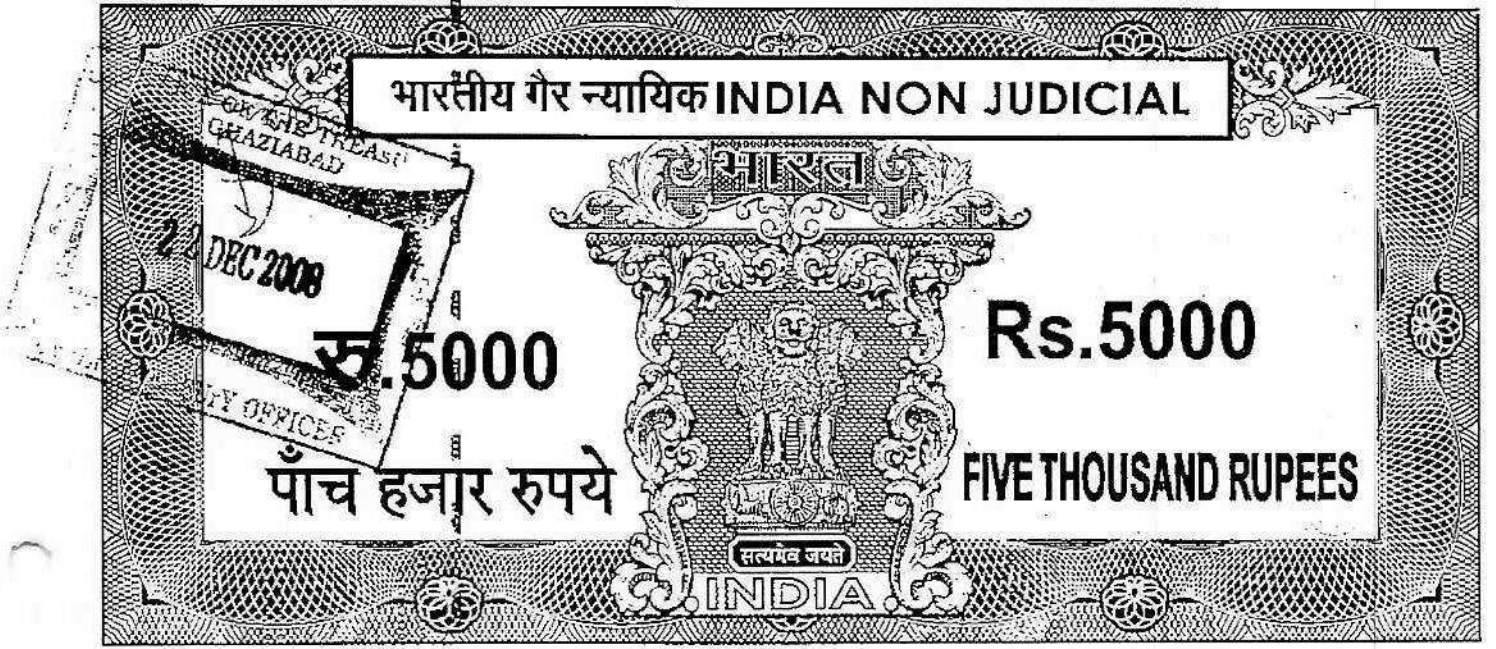 भारतीय गैर न्यायिक INDIA NON JUDICIAL
भारत
GHAZIABAD
DEC 2008
रु.5000
Rs.5000
OFFICER
पाँच हजार रुपये
FIVE THOUSAND RUPEES
सत्यमेव जयते
INDIA